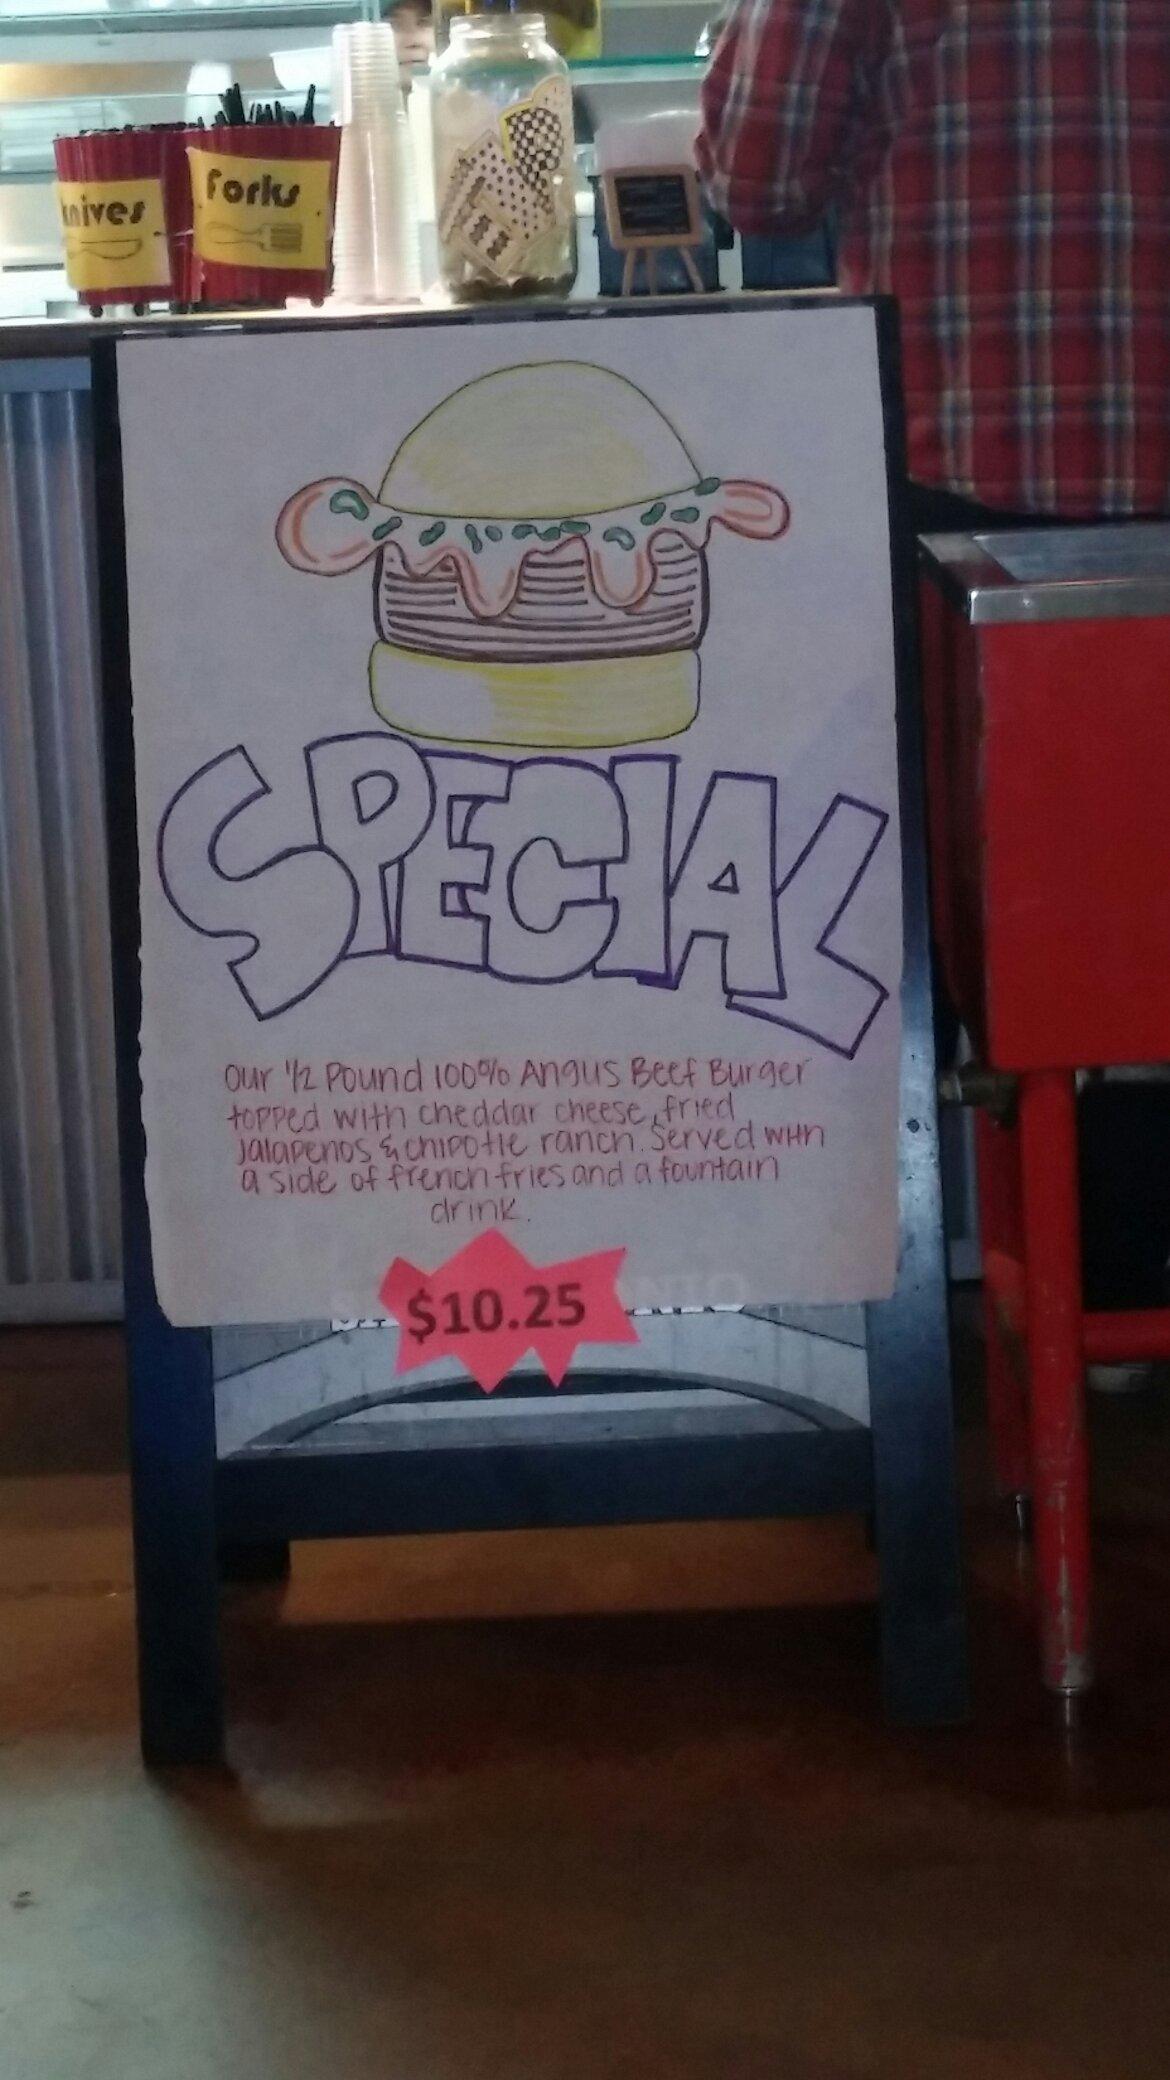 knives
Forks
SPECIAL
Our 1/2 Pound 100% Angus Beef Burger
topped with cheddar cheese, fried
Jalapenos & chipotle ranch. Served with
a side of french fries and a fountain
drink.
$10.25